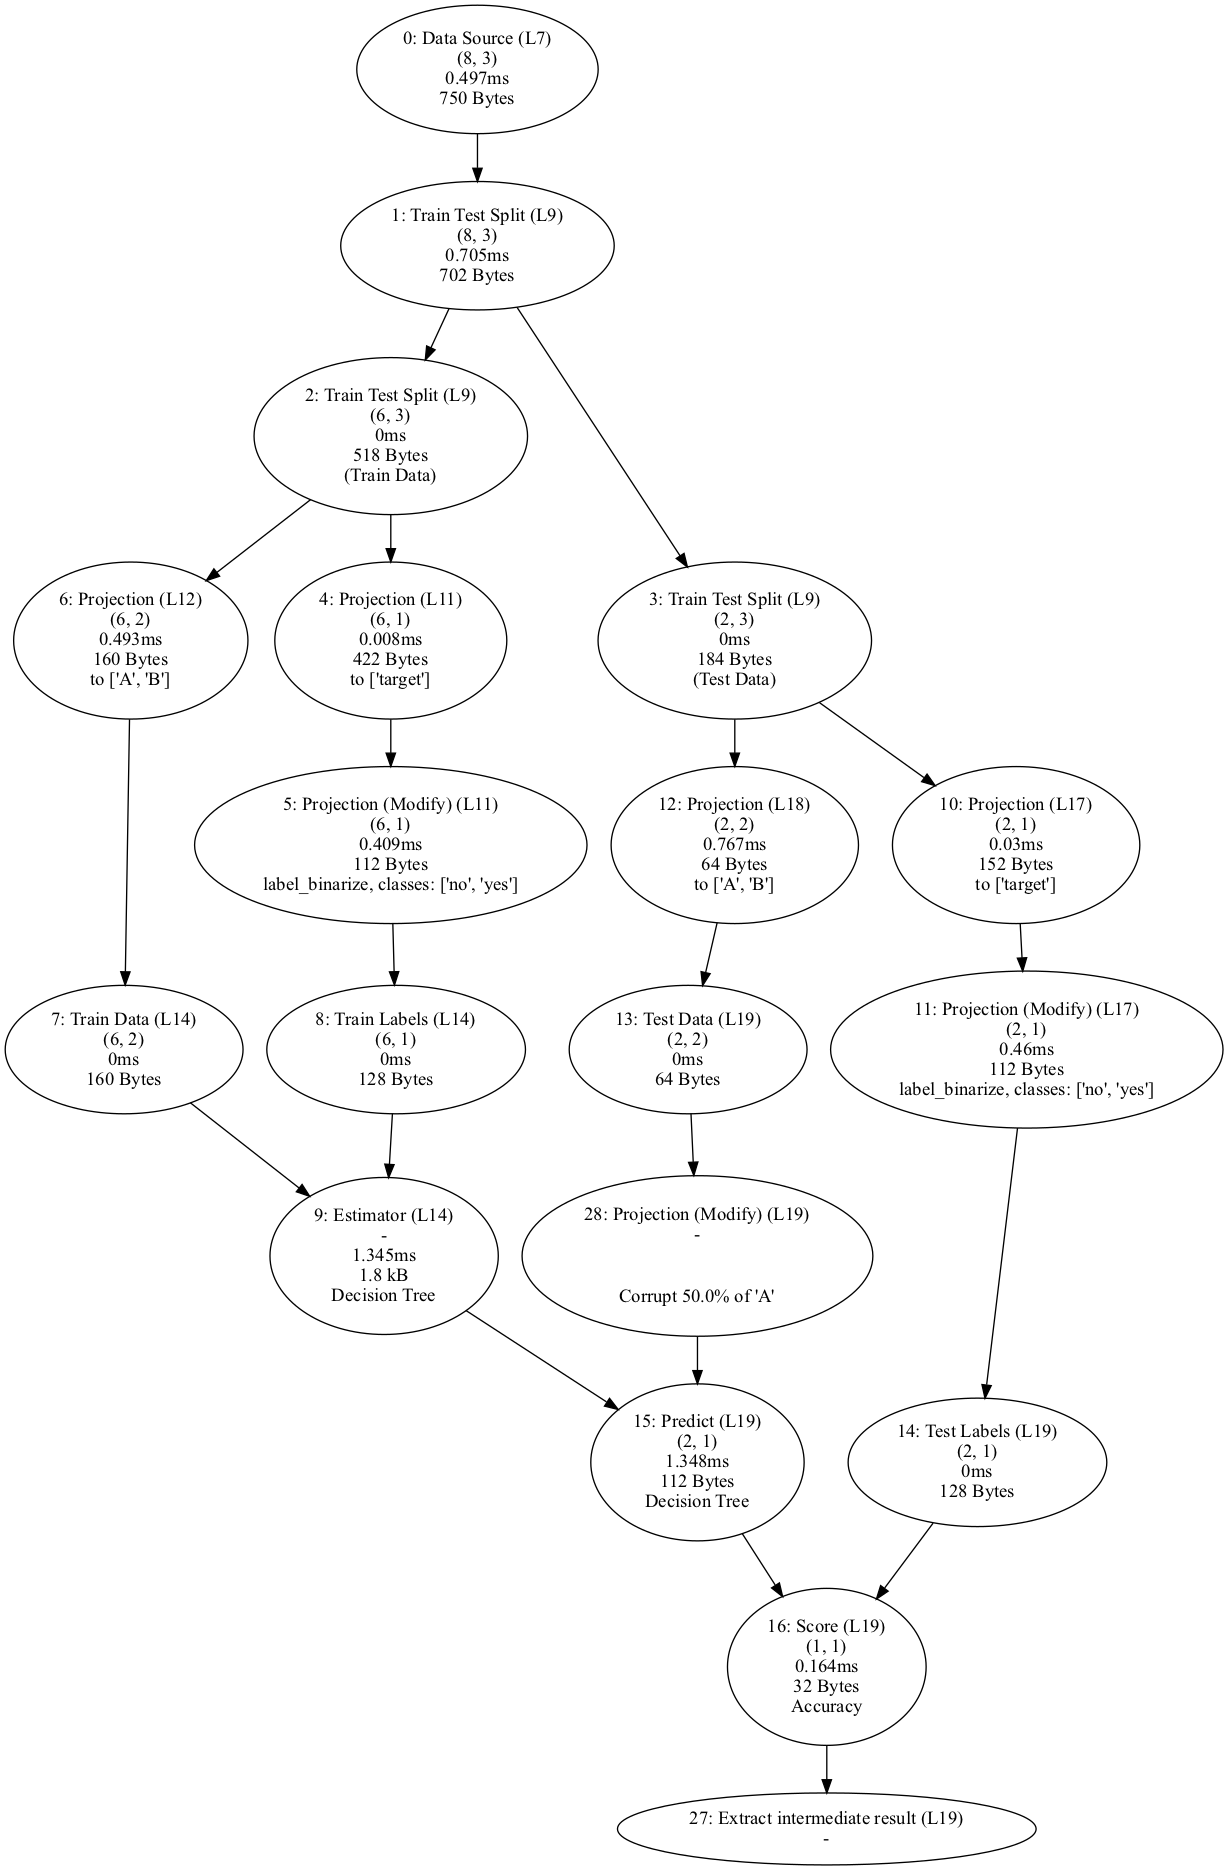 0: Data Source (L7)
(8, 3)
0.497ms
750 Bytes
1: Train Test Split (L9)
(8, 3)
0.705ms
702 Bytes
2: Train Test Split (L9)
(6, 3)
0ms
518 Bytes
(Train Data)
6: Projection (L12)
(6, 2)
0.493ms
160 Bytes
to ['A', 'B']
4: Projection (L11)
(6, 1)
0.008ms
422 Bytes
to ['target']
3: Train Test Split (L9)
(2, 3)
0ms
184 Bytes
(Test Data)
5: Projection (Modify) (L11)
(6, 1)
0.409ms
112 Bytes
label_binarize, classes: ['no', 'yes']
12: Projection (L18)
(2, 2)
0.767ms
64 Bytes
to ['A', 'B']
10: Projection (L17)
(2, 1)
0.03ms
152 Bytes
to ['target']
7: Train Data (L14)
(6, 2)
0ms
160 Bytes
8: Train Labels (L14)
(6, 1)
0ms
128 Bytes
13: Test Data (L19)
(2, 2)
0ms
64 Bytes
11: Projection (Modify) (L17)
(2, 1)
0.46ms
112 Bytes
label_binarize, classes: ['no', 'yes']
9: Estimator (L14)
-
1.345ms
1.8 kB
Decision Tree
28: Projection (Modify) (L19)
-
Corrupt 50.0% of 'A'
15: Predict (L19)
(2, 1)
1.348ms
112 Bytes
Decision Tree
14: Test Labels (L19)
(2, 1)
0ms
128 Bytes
16: Score (L19)
(1, 1)
0.164ms
32 Bytes
Accuracy
27: Extract intermediate result (L19)
-